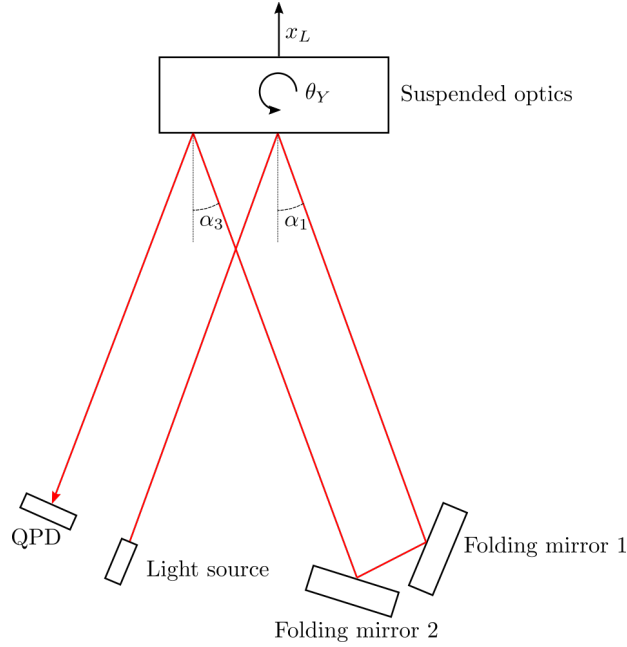 x_L
θ_Y
Suspended optics
α_3
α_1
QPD
Light source
Folding mirror 1
Folding mirror 2